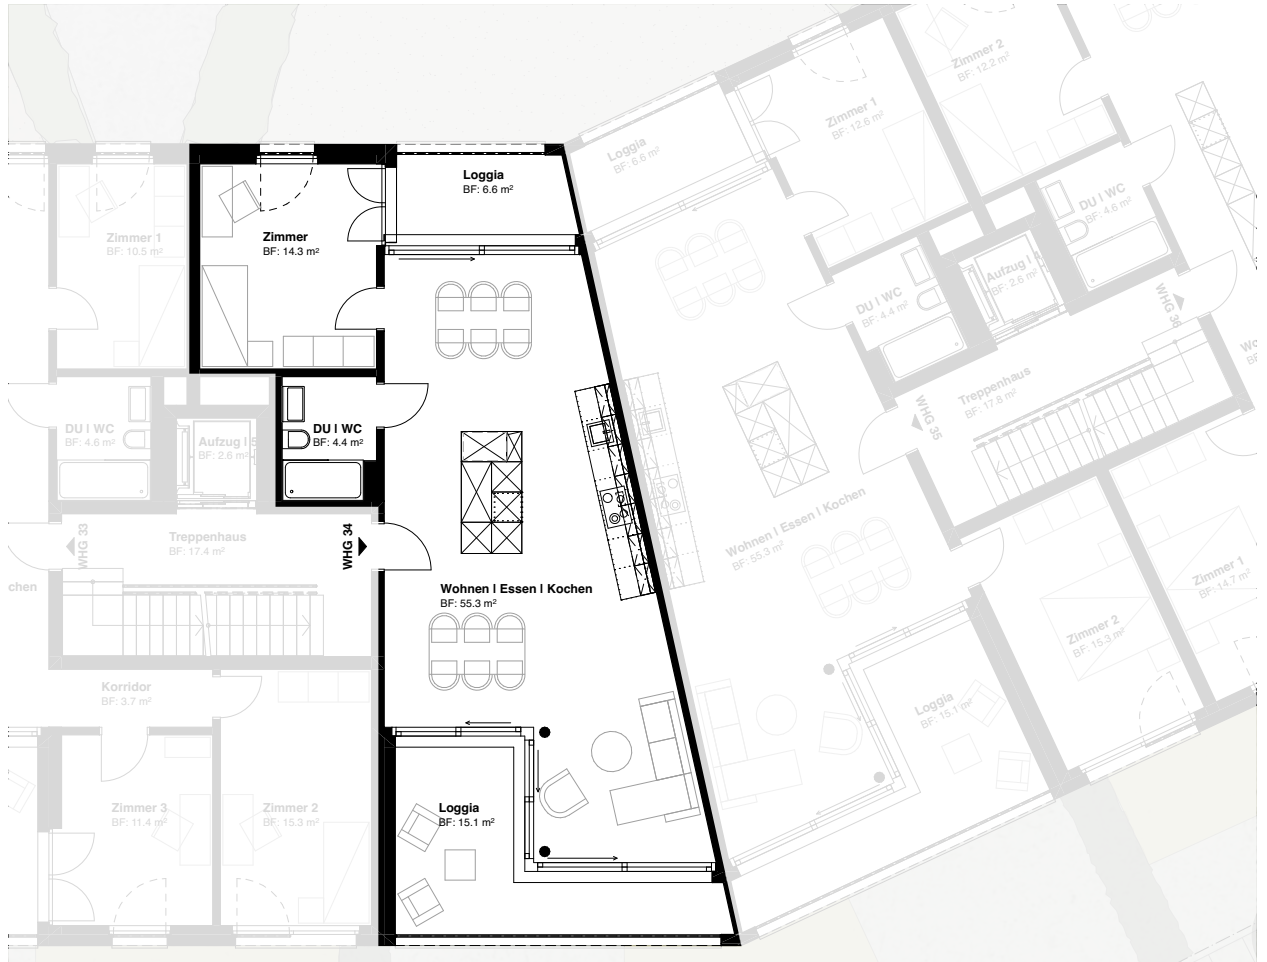 Zimmer 2
BF: 12.2 m²
Zimmer 1
BF: 12.6 m²
Loggia
BF: 6.6 m²
Loggia
BF: 6.6 m²
DU I WC
BF: 4.6 m²
Zimmer 1
BF: 10.5 m²
Zimmer
BF: 14.3 m²
Aufzug I 4
BF: 2.6 m²
DU I WC
BF: 4.4 m²
WHG 36
Wo
Treppenhaus
BF: 17.8 m²
WHG 35
DU I WC
BF: 4.6 m²
Aufzug I 5
BF: 2.6 m²
DU I WC
BF: 4.4 m²
WHG 33
Treppenhaus
BF: 17.4 m²
WHG 34
Wohnen I Essen I Kochen
BF: 55.3 m²
chen
Wohnen I Essen I Kochen
BF: 55.3 m²
Zimmer 1
BF: 14.7 m²
Zimmer 2
BF: 15.3 m²
Korridor
BF: 3.7 m²
Loggia
BF: 15.1 m²
Zimmer 3
BF: 11.4 m²
Zimmer 2
BF: 15.3 m²
Loggia
BF: 15.1 m²